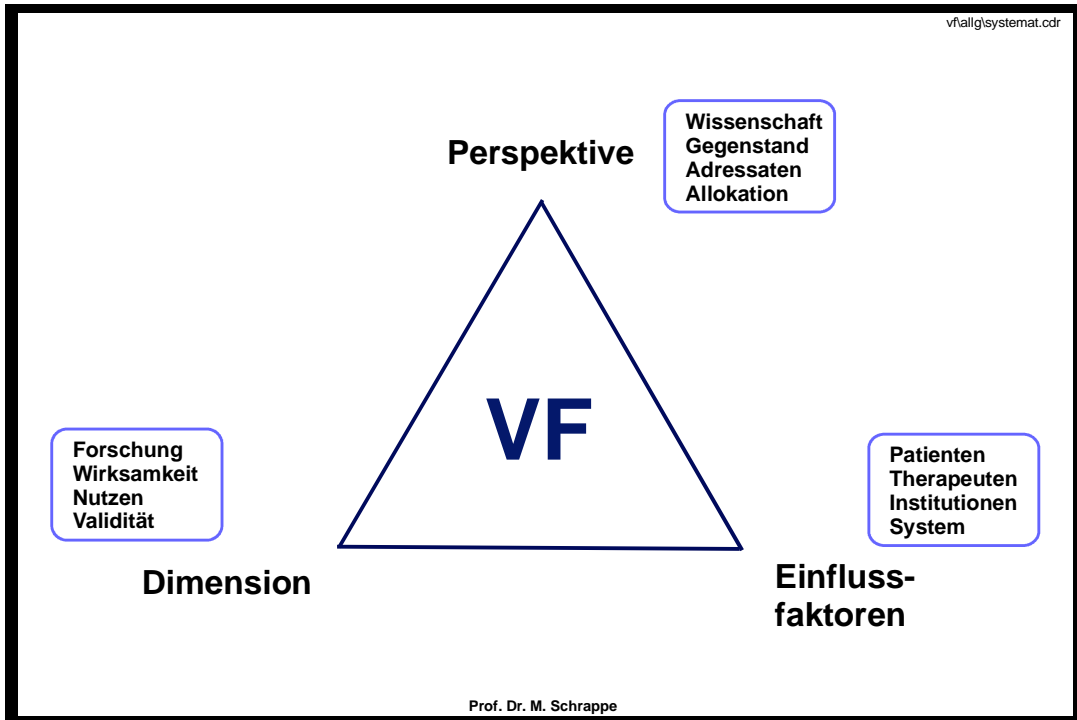 vf\allg\systemat.cdr
Perspektive
Wissenschaft
Gegenstand
Adressaten
Allokation
VF
Forschung
Wirksamkeit
Nutzen
Validität
Dimension
Patienten
Therapeuten
Institutionen
System
Einfluss-
faktoren
Prof. Dr. M. Schrappe